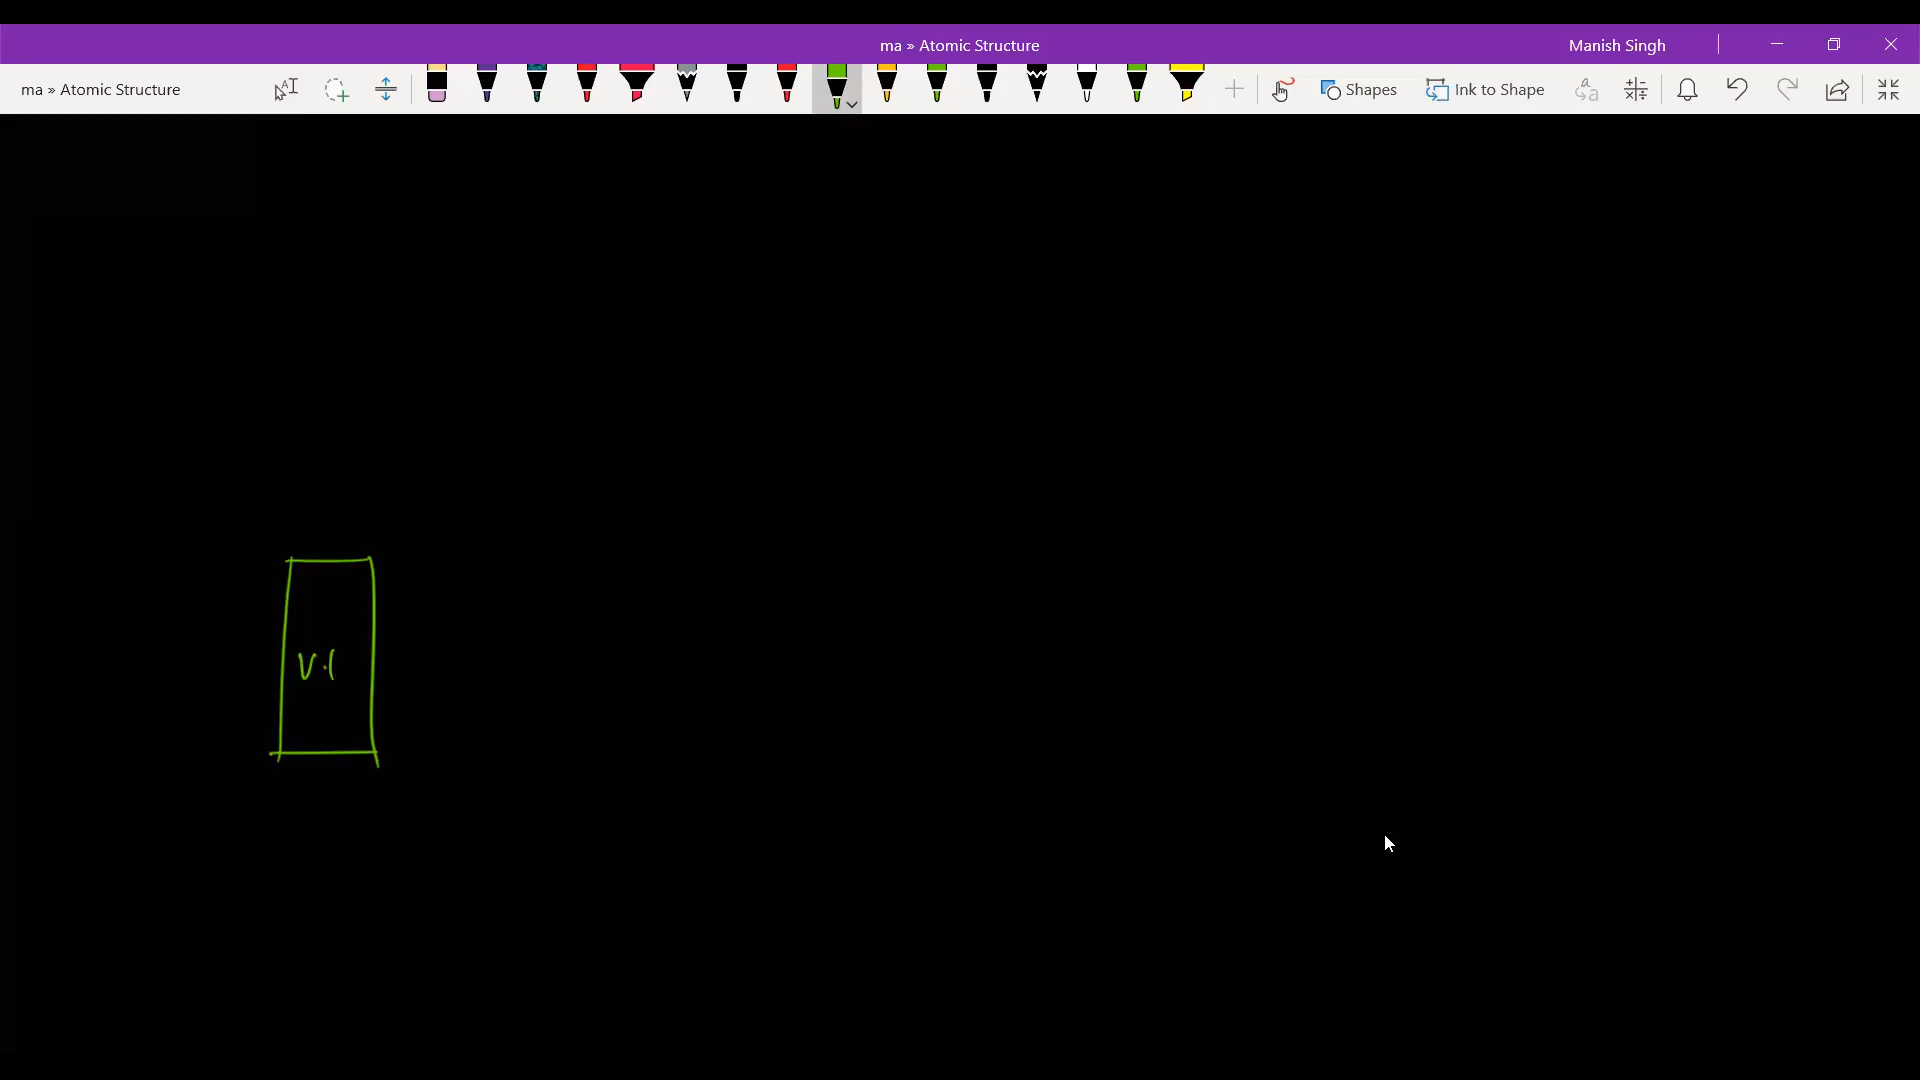 ma » Atomic Structure
Manish Singh
ma » Atomic Structure
Shapes
Ink to Shape
v.(